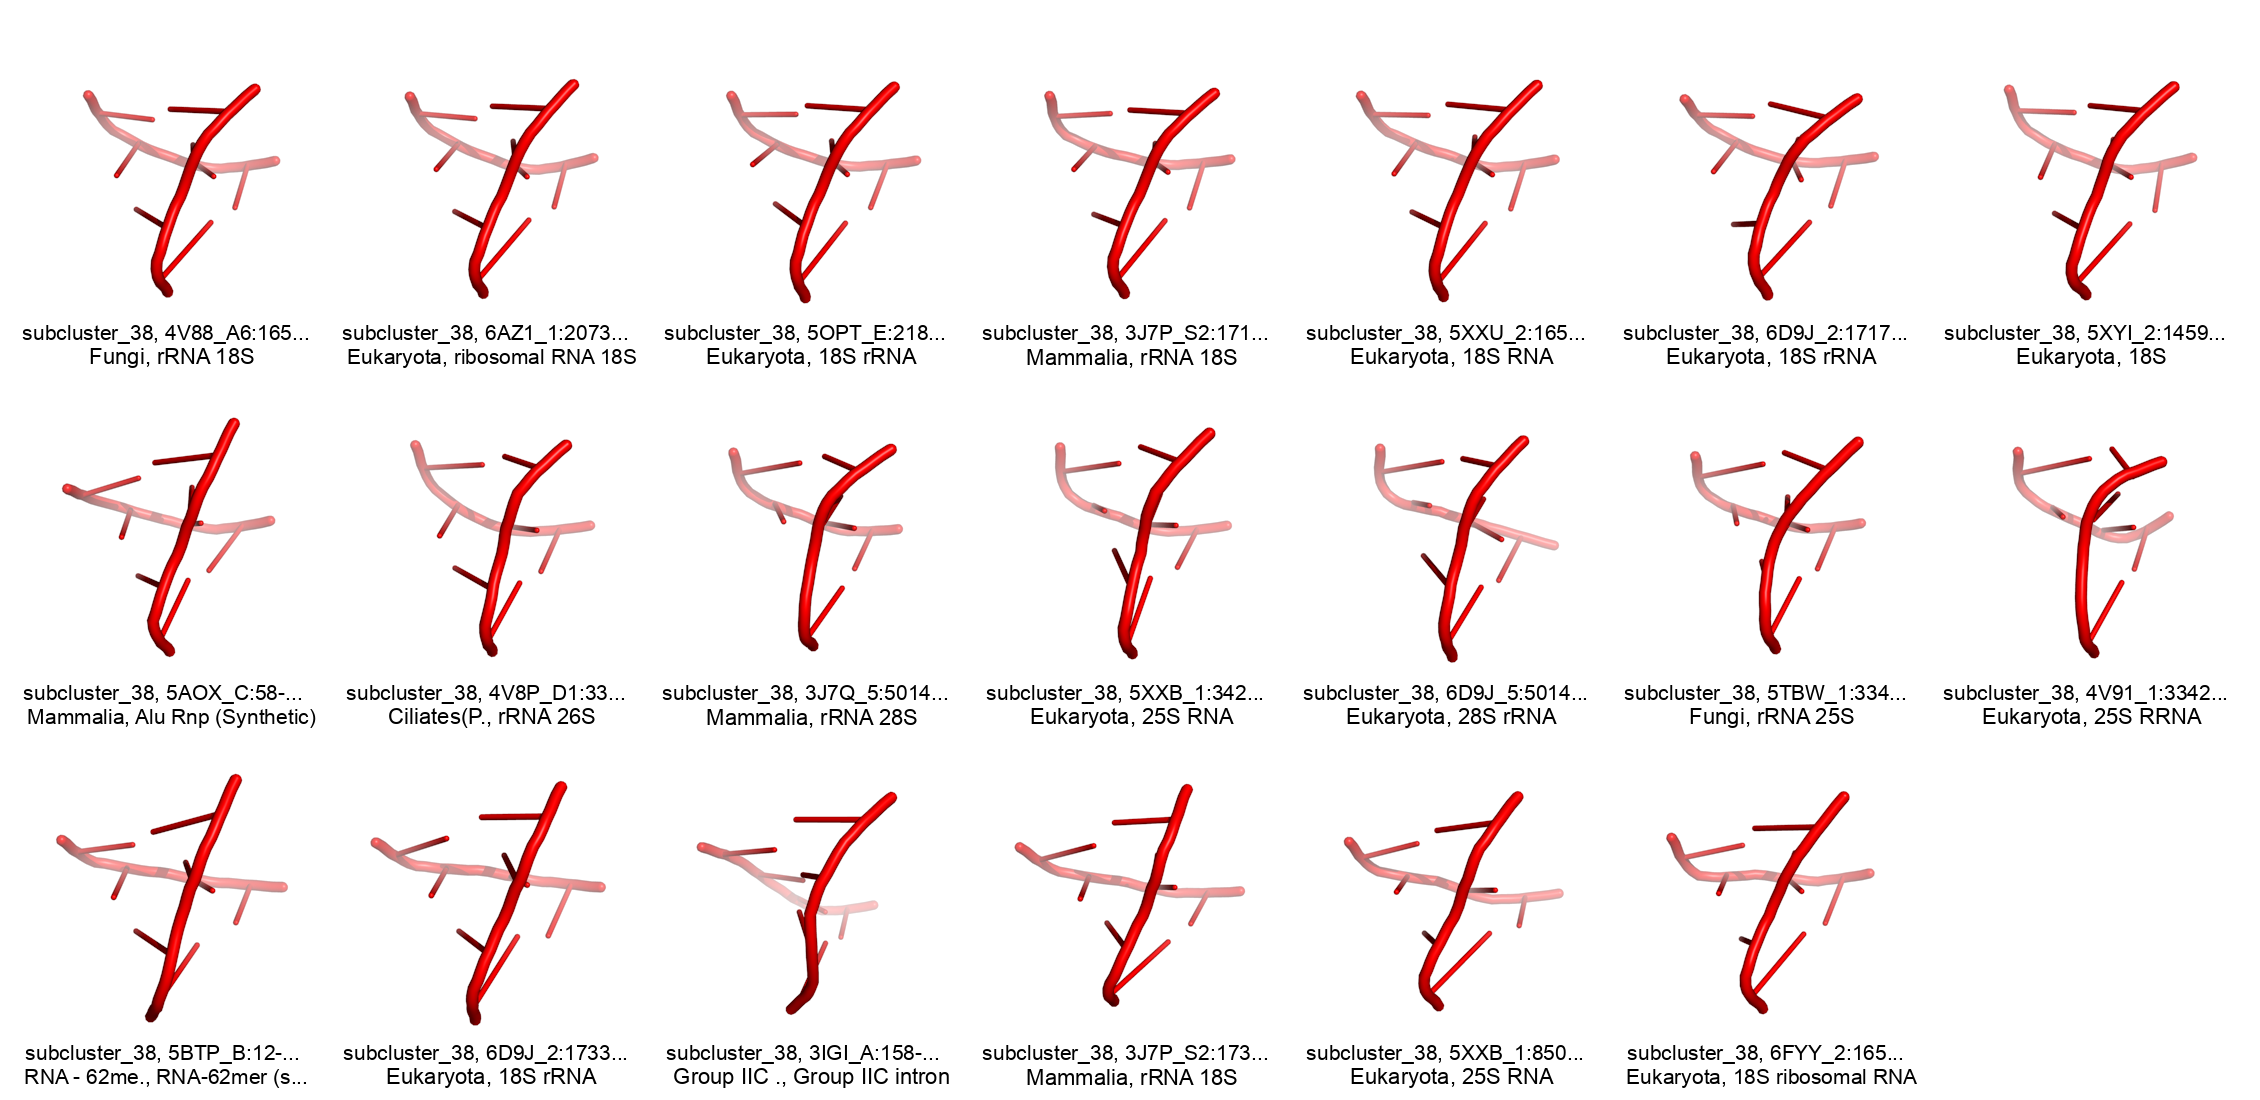 subcluster_38, 4V88_A6:165...
Fungi, rRNA 18S
subcluster_38, 6AZ1_1:2073...
Eukaryota, ribosomal RNA 18S
subcluster_38, 5OPT_E:218...
Eukaryota, 18S rRNA
subcluster_38, 3J7P_S2:171...
Mammalia, rRNA 18S
subcluster_38, 5XXU_2:165...
Eukaryota, 18S RNA
subcluster_38, 6D9J_2:1717...
Eukaryota, 18S rRNA
subcluster_38, 5XYI_2:1459...
Eukaryota, 18S
subcluster_38, 5AOX_C:58-...
Mammalia, Alu Rnp (Synthetic)
subcluster_38, 4V8P_D1:33...
Ciliates(P., rRNA 26S
subcluster_38, 3J7Q_5:5014...
Mammalia, rRNA 28S
subcluster_38, 5XXB_1:342...
Eukaryota, 25S RNA
subcluster_38, 6D9J_5:5014...
Eukaryota, 28S rRNA
subcluster_38, 5TBW_1:334...
Fungi, rRNA 25S
subcluster_38, 4V91_1:3342...
Eukaryota, 25S RRNA
subcluster_38, 5BTP_B:12-...
RNA - 62me., RNA-62mer (s...
subcluster_38, 6D9J_2:1733...
Eukaryota, 18S rRNA
subcluster_38, 3IGI_A:158-...
Group IIC ., Group IIC intron
subcluster_38, 3J7P_S2:173...
Mammalia, rRNA 18S
subcluster_38, 5XXB_1:850...
Eukaryota, 25S RNA
subcluster_38, 6FYY_2:165...
Eukaryota, 18S ribosomal RNA